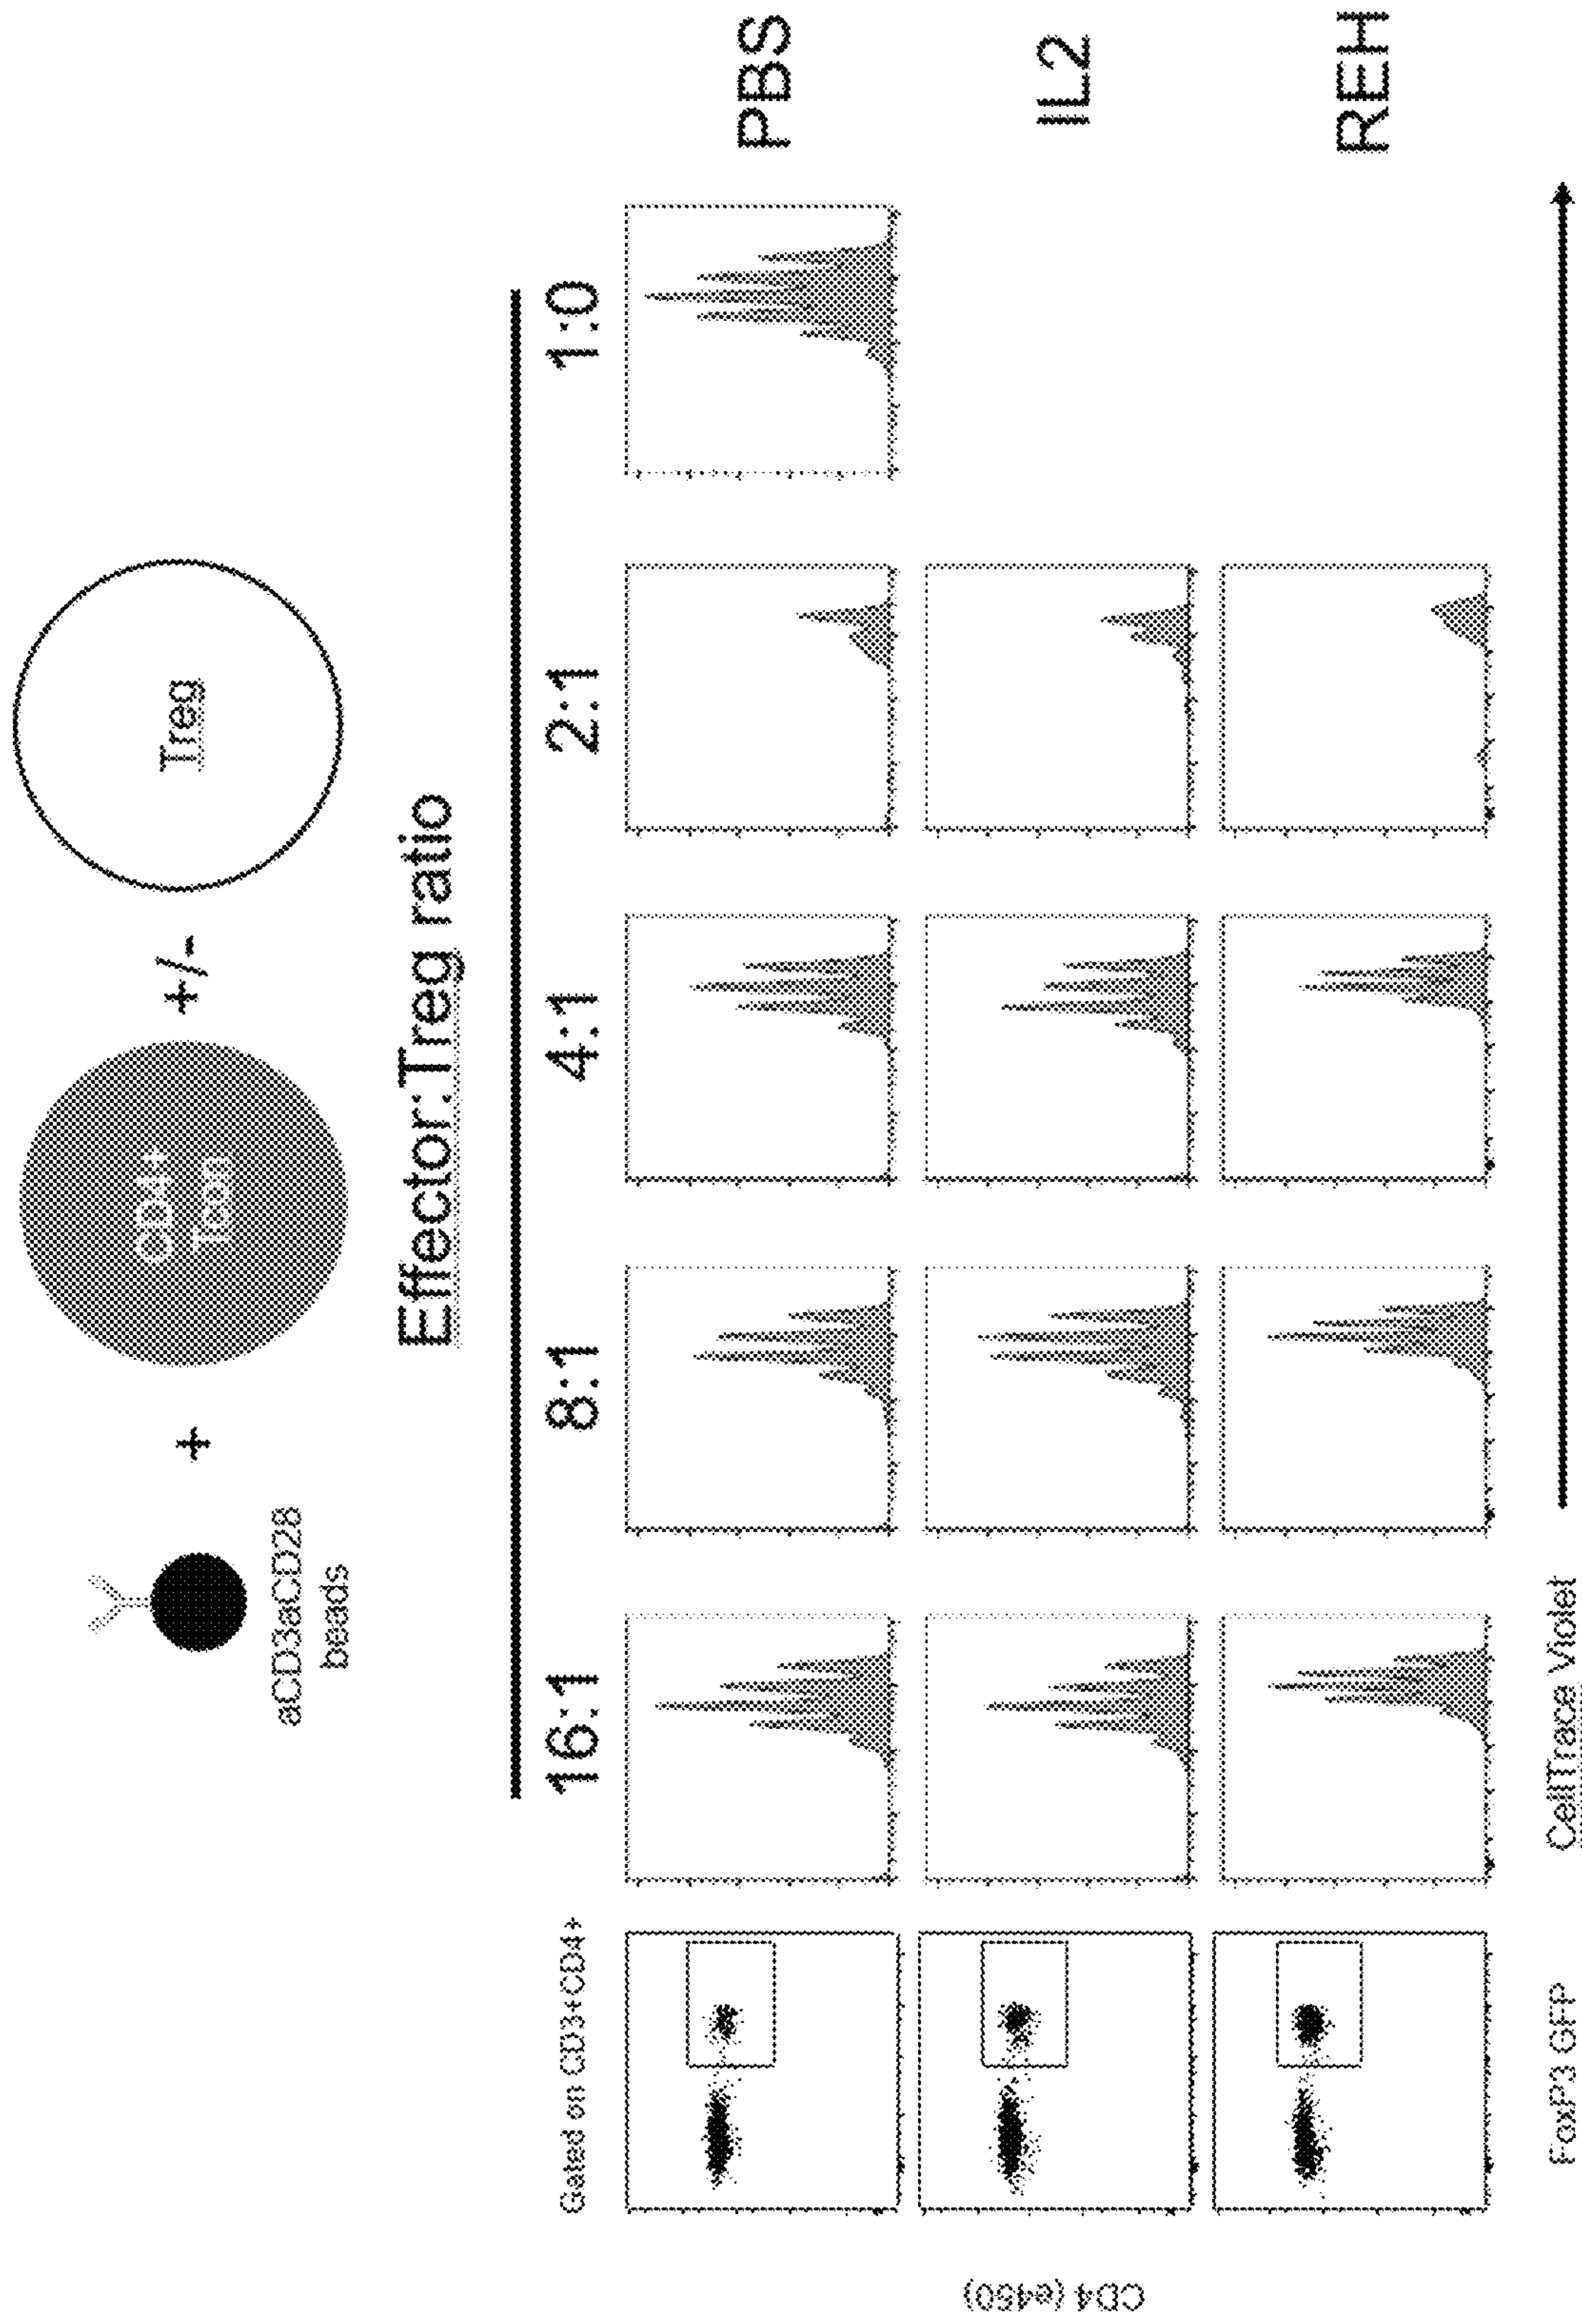 aCD3aCD28
beads
+
CD4+
Tcon
+/-
Treg
Effector:Treg ratio
Gated on CD3+CD4+
16:1
8:1
4:1
2:1
1:0
PBS
IL2
REH
CD4 (e450)
FoxP3 GFP
CellTrace Violet